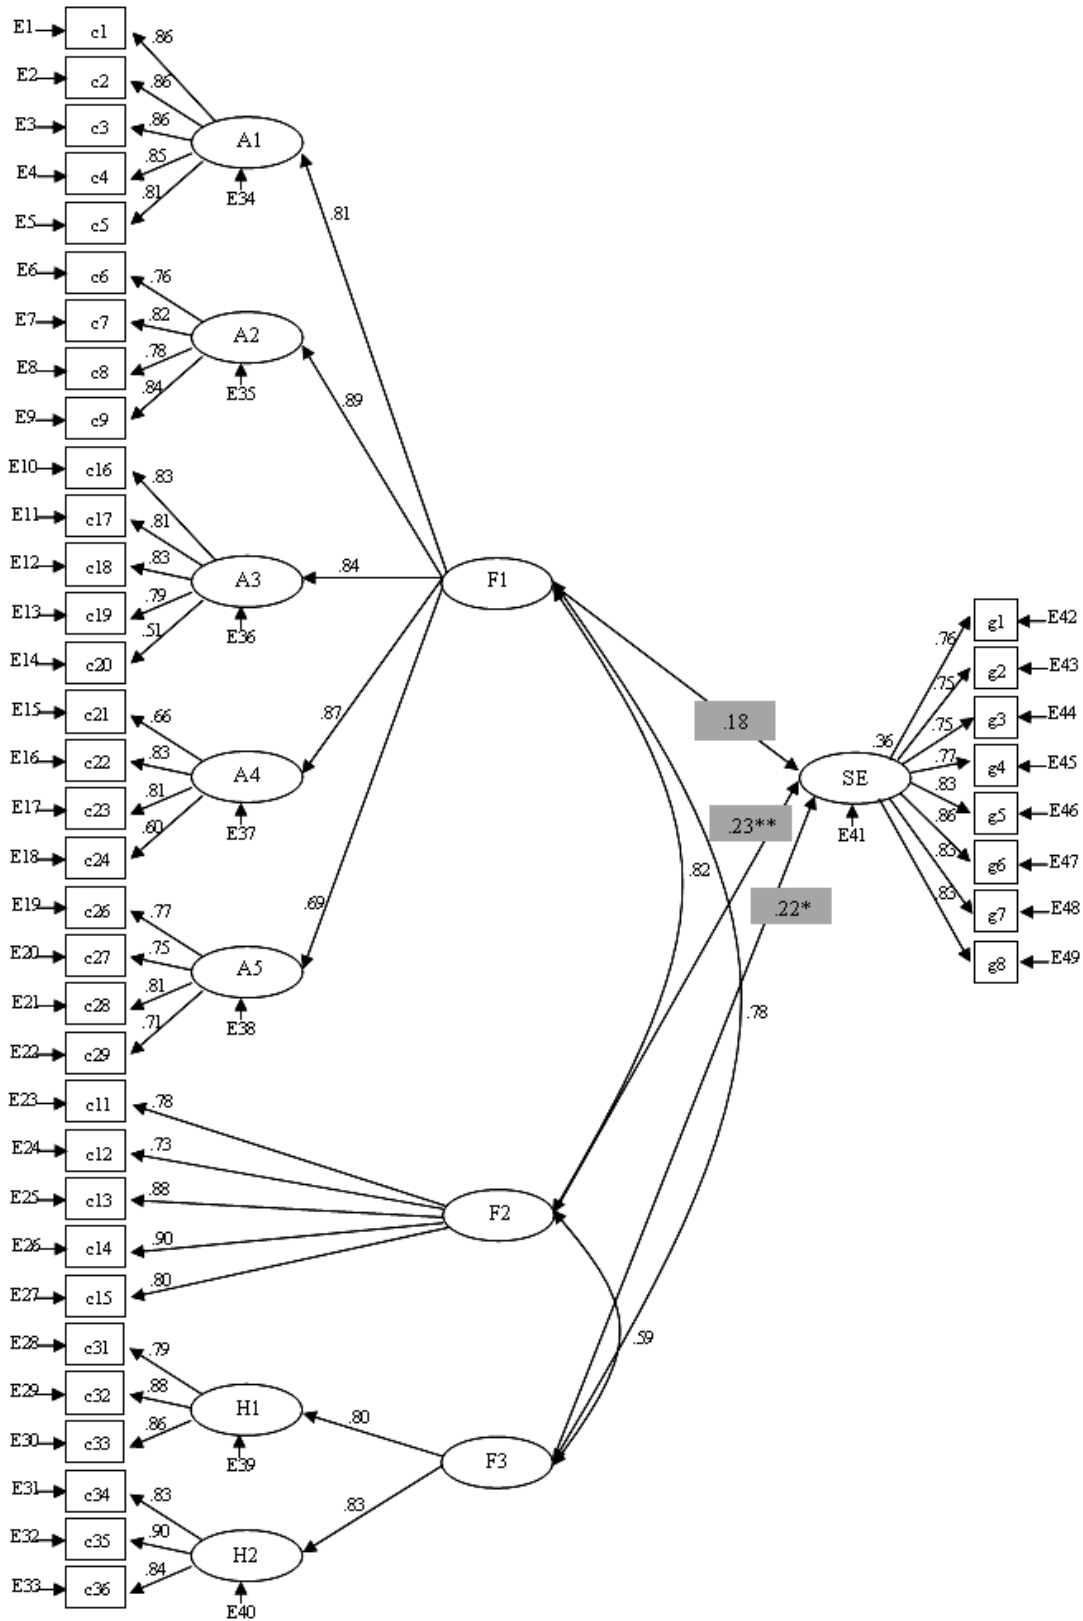 E1 c1 .86
E2 c2 .86
E3 c3 .86 A1
E4 c4 .85
E34
E5 c5 .81 .81
E6 c6 .76
E7 c7 .82 A2
E8 c8 .78
E35
E9 c9 .84 .89
E10 c16 .83
E11 c17 .81
E12 c18 .83 A3 .84 F1
E13 c19 .79
E36
E14 c20 .51
E15 c21 .66 .87
E16 c22 .83 A4
E17 c23 .81
E37
E18 c24 .60
E19 c26 .77 .69
E20 c27 .75 A5
E21 c28 .81
E38
E22 c29 .71
E23 c11 .78
E24 c12 .73
E25 c13 .88 F2
E26 c14 .90
E27 c15 .80
E28 c31 .79
E29 c32 .88 H1 .80
E30 c33 .86 F3
E39
E31 c34 .83 .83
E32 c35 .90 H2
E33 c36 .84
E40
.18
.23**
.22*
.82
.78
.59
.36 SE
E41
.76 g1 E42
.75 g2 E43
.75 g3 E44
.77 g4 E45
.83 g5 E46
.86 g6 E47
.83 g7 E48
.83 g8 E49